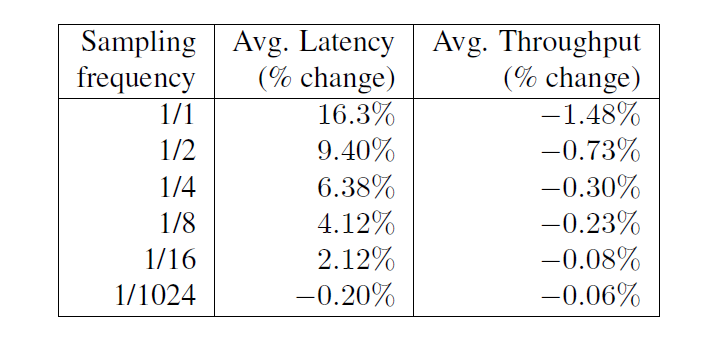 Sampling frequency Avg. Latency (% change) Avg. Throughput (% change)
1/1 16.3% −1.48%
1/2 9.40% −0.73%
1/4 6.38% −0.30%
1/8 4.12% −0.23%
1/16 2.12% −0.08%
1/1024 −0.20% −0.06%